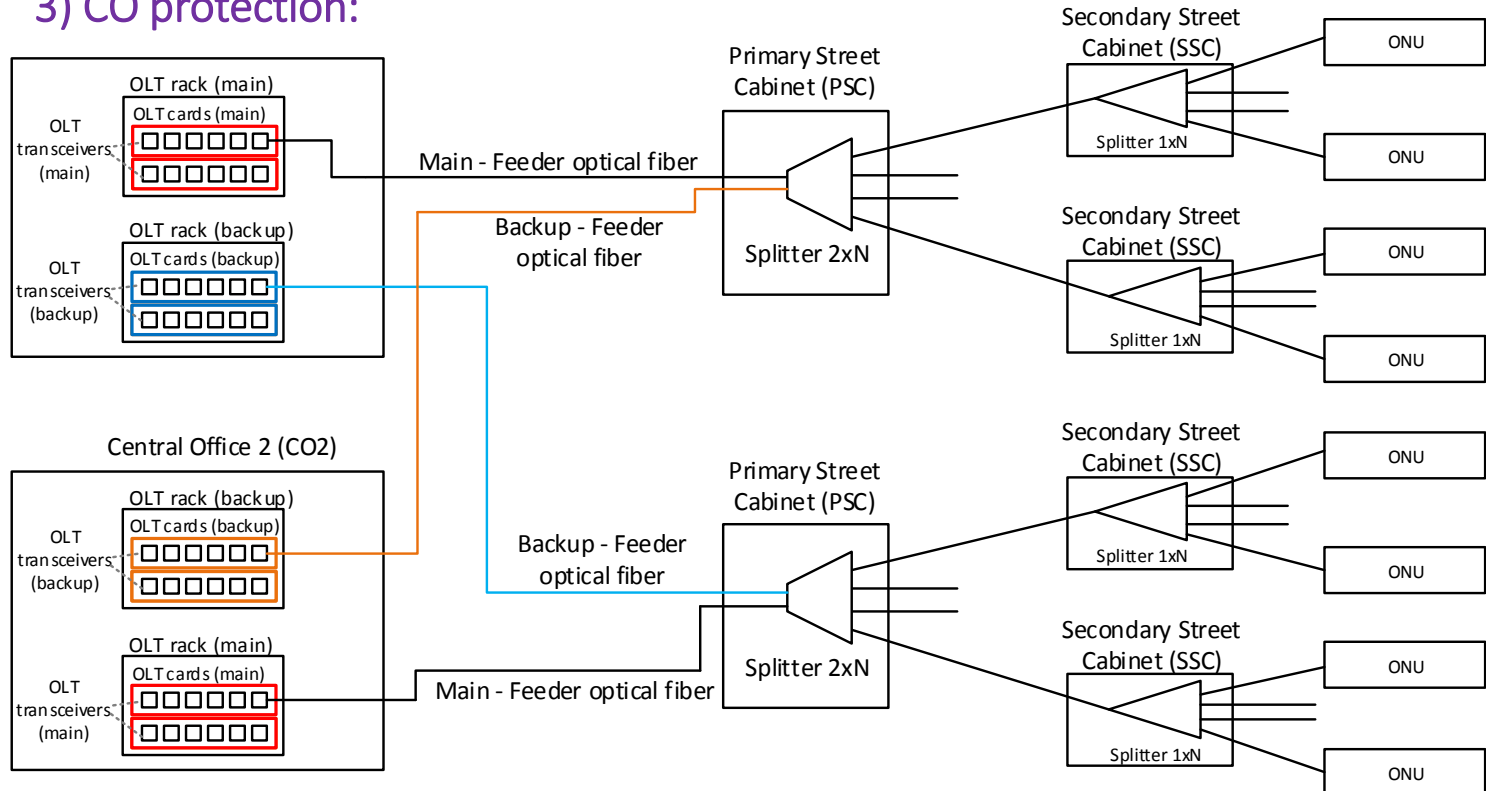 3) CO protection:
OLT rack (main)
OLT cards (main)
OLT
transceivers
(main)
OLT rack (backup)
OLT cards (backup)
OLT
transceivers
(backup)
Central Office 2 (CO2)
OLT rack (backup)
OLT cards (backup)
OLT
transceivers
(backup)
OLT rack (main)
OLT cards (main)
OLT
transceivers
(main)
Main - Feeder optical fiber
Backup - Feeder
optical fiber
Backup - Feeder
optical fiber
Main - Feeder optical fiber
Primary Street
Cabinet (PSC)
Splitter 2xN
Primary Street
Cabinet (PSC)
Splitter 2xN
Secondary Street
Cabinet (SSC)
Splitter 1xN
Secondary Street
Cabinet (SSC)
Splitter 1xN
Secondary Street
Cabinet (SSC)
Splitter 1xN
Secondary Street
Cabinet (SSC)
Splitter 1xN
ONU
ONU
ONU
ONU
ONU
ONU
ONU
ONU